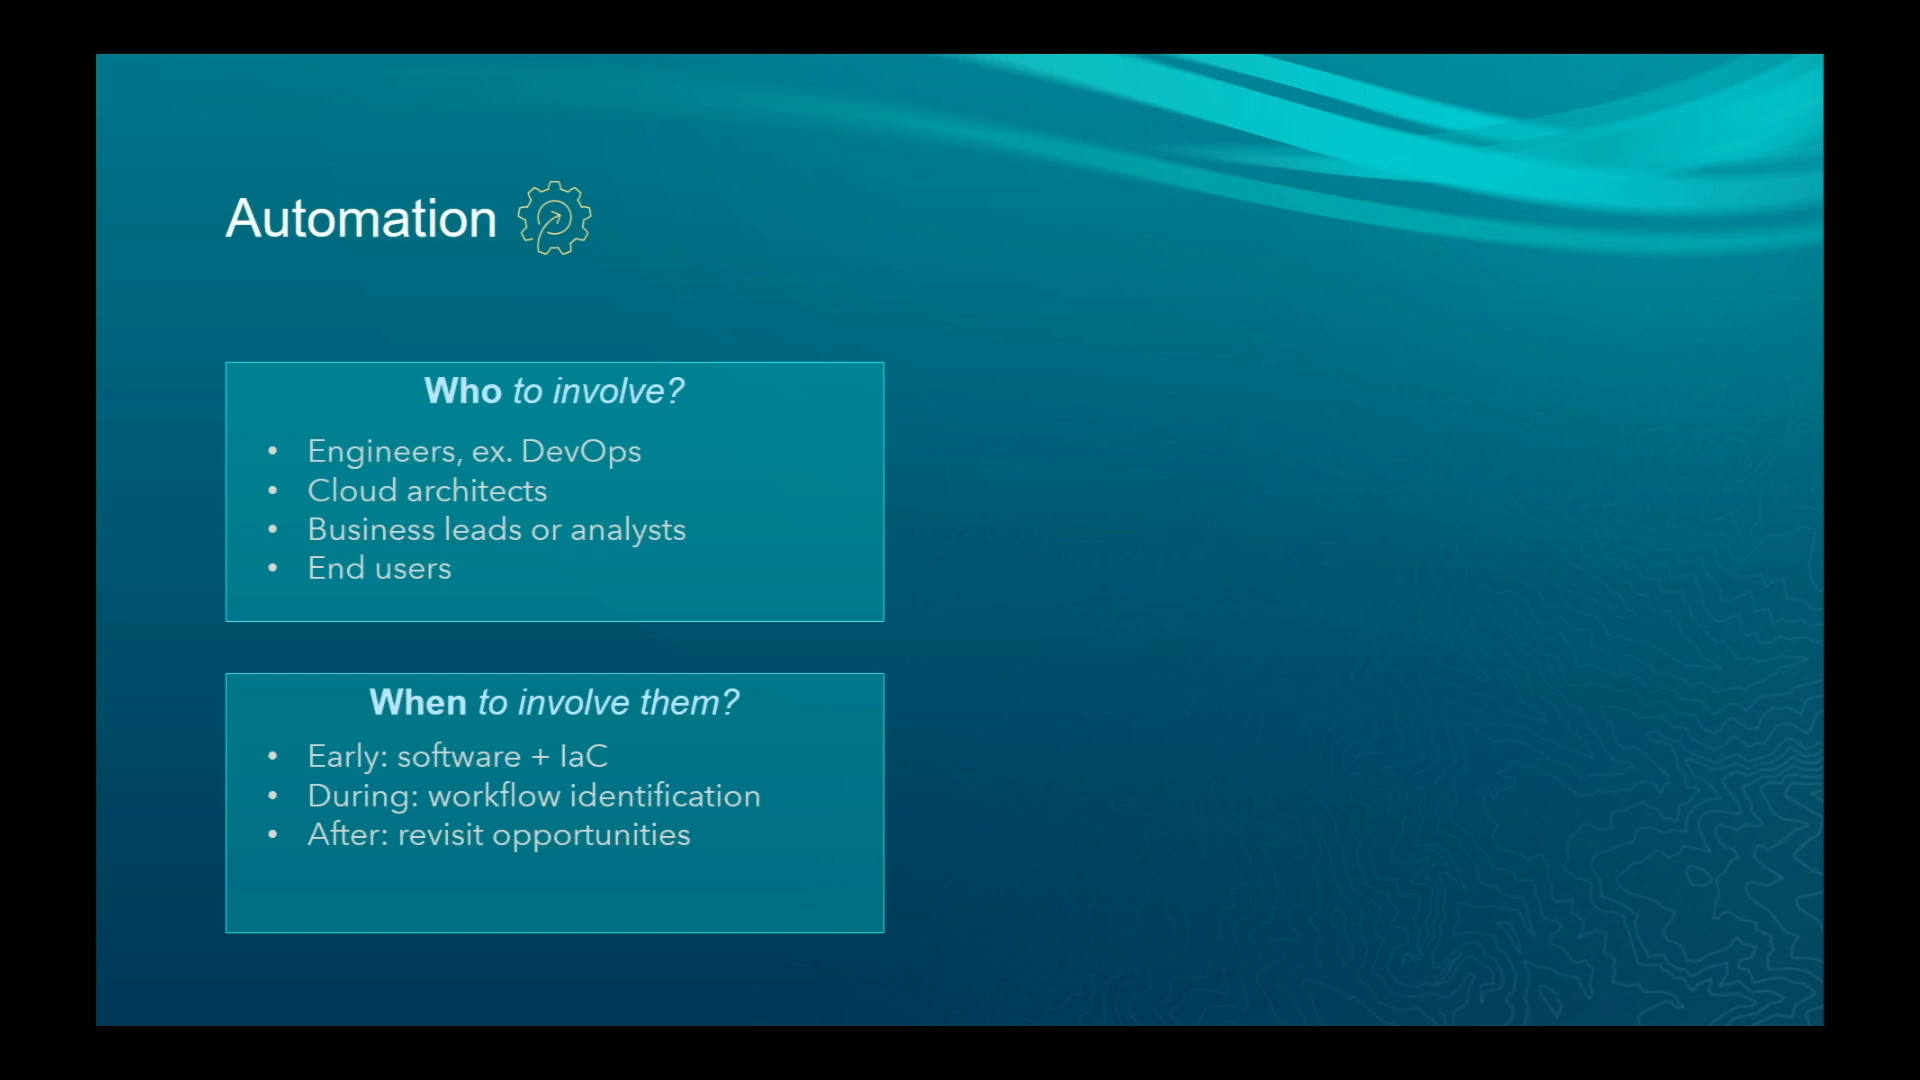 Automation
Who to involve?
• Engineers, ex. DevOps
• Cloud architects
• Business leads or analysts
• End users
When to involve them?
• Early: software + IaC
• During: workflow identification
• After: revisit opportunities